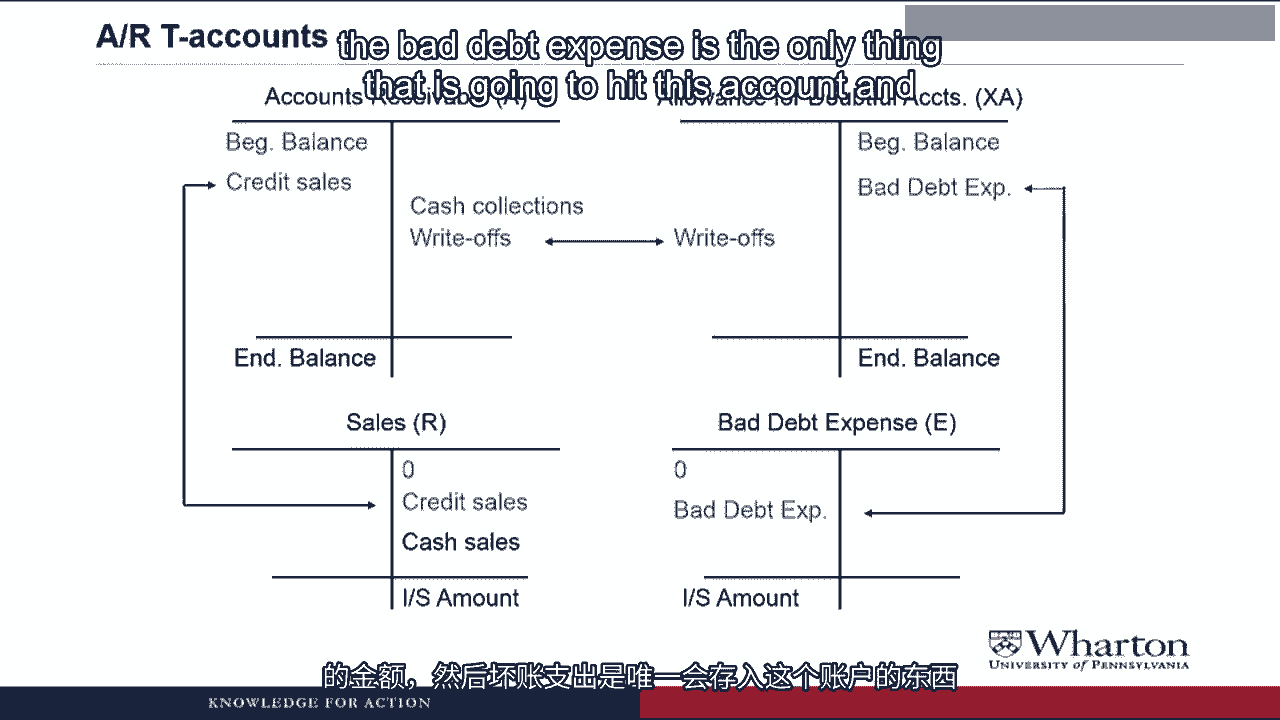 A/R T-accounts
the bad debt expense is the only thing
that is going to hit this account and
Accounts Receivable (A)
Allowance for Doubtful Accts. (XA)
Beg. Balance
Credit sales
Cash collections
Write-offs
End. Balance
Beg. Balance
Bad Debt Exp.
Write-offs
End. Balance
Sales (R)
0
Credit sales
Cash sales
I/S Amount
Bad Debt Expense (E)
0
Bad Debt Exp.
I/S Amount
Wharton
UNIVERSITY of PENNSYLVANIA
的金额，然后坏账支出是唯一会存入这个账户的东西
KNOWLEDGE FOR ACTION